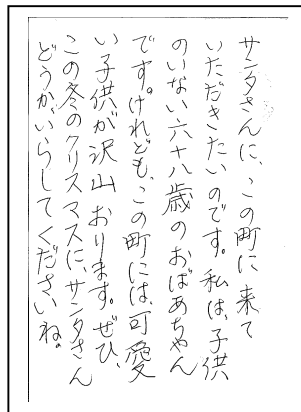 サンタさんに、この町に来て
いただきたいのです。私は、子供
のいない六十八歳のおばあちゃん
です。けれども、この町には、可愛
い子供が沢山おります。ぜひ、
この冬のクリスマスに、サンタさん
どうか、いらしてくださいね。